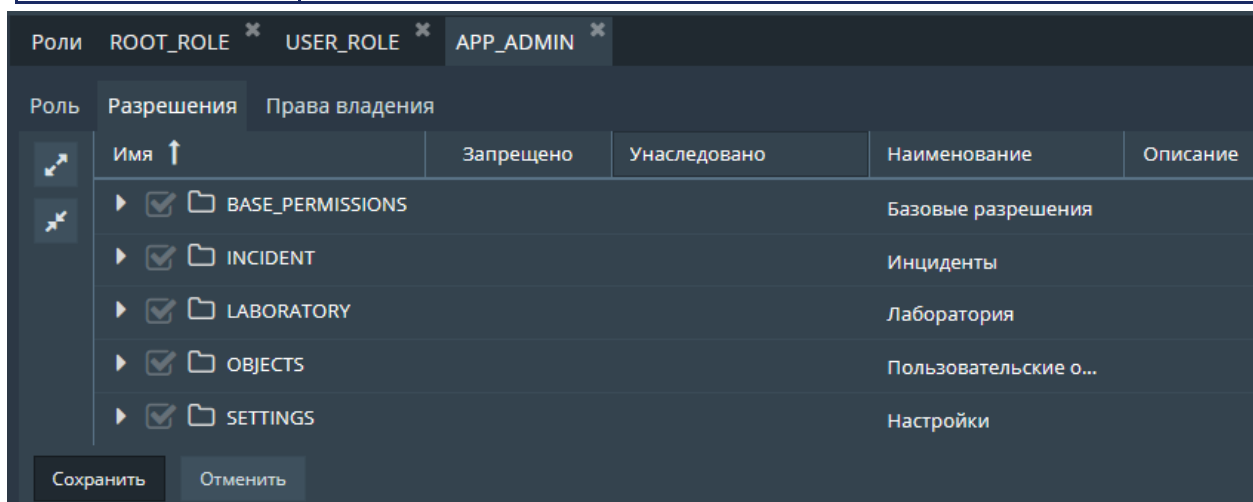 Роли ROOT_ROLE USER_ROLE APP_ADMIN
Роль Разрешения Права владения
Имя Запрещено Унаследовано Наименование Описание
BASE_PERMISSIONS Базовые разрешения
INCIDENT Инциденты
LABORATORY Лаборатория
OBJECTS Пользовательские о...
SETTINGS Настройки
Сохранить Отменить